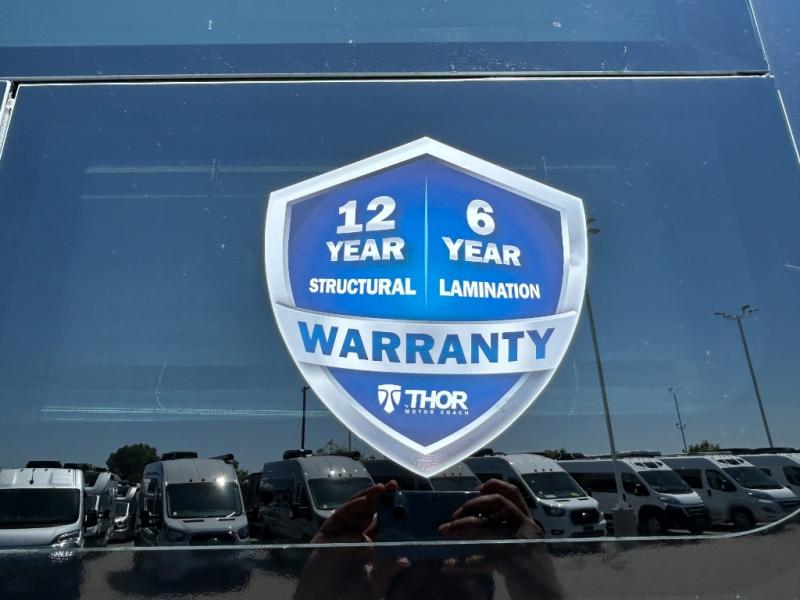 12 YEAR STRUCTURAL
6 YEAR LAMINATION
WARRANTY
THOR
MOTOR COACH